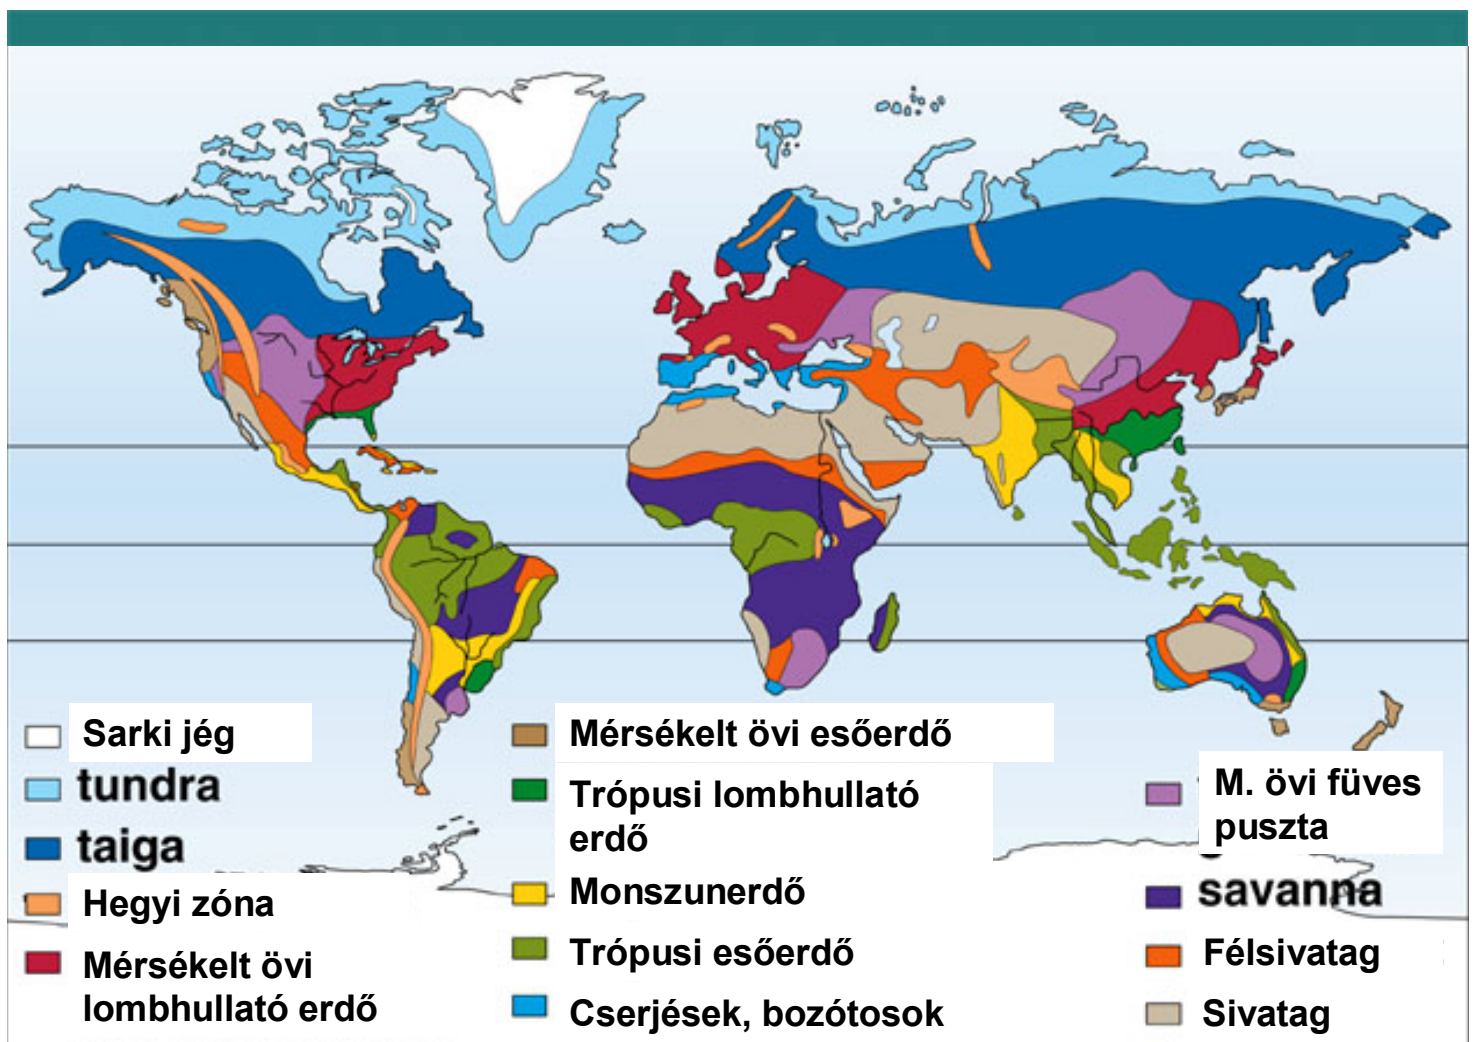 Sarki jég
tundra
taiga
Hegyi zóna
Mérsékelt övi
lombhullató erdő
Mérsékelt övi esőerdő
Trópusi lombhullató
erdő
Monszunerdő
Trópusi esőerdő
Cserjések, bozótosok
M. övi füves
puszta
savanna
Félsivatag
Sivatag